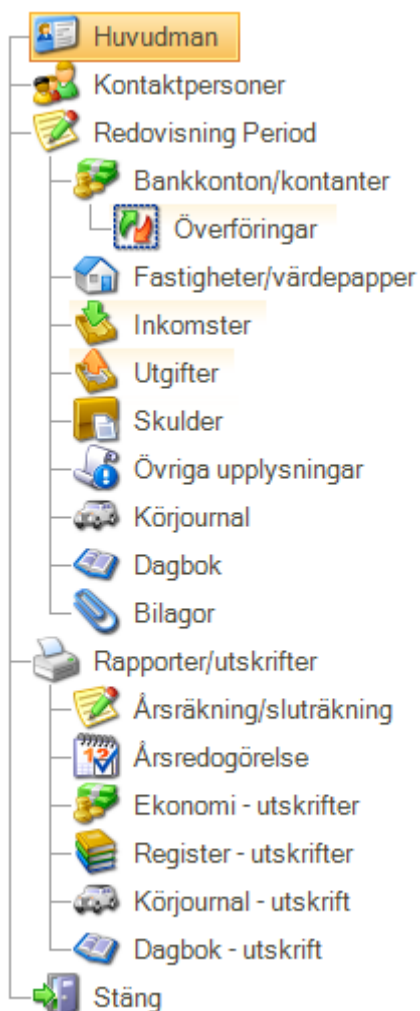 Huvudman
Kontaktpersoner
Redovisning Period
Bankkonton/kontanter
Överföringar
Fastigheter/värdepapper
Inkomster
Utgifter
Skulder
Övriga upplysningar
Körjournal
Dagbok
Bilagor
Rapporter/utskrifter
Årsräkning/sluträkning
Årsredogörelse
Ekonomi - utskrifter
Register - utskrifter
Körjournal - utskrift
Dagbok - utskrift
Stäng